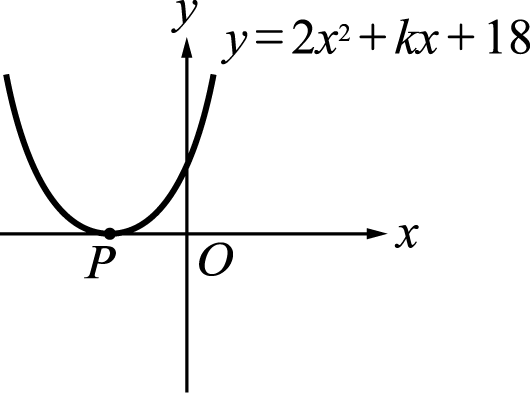 y
y = 2x² + kx + 18
x
P
O